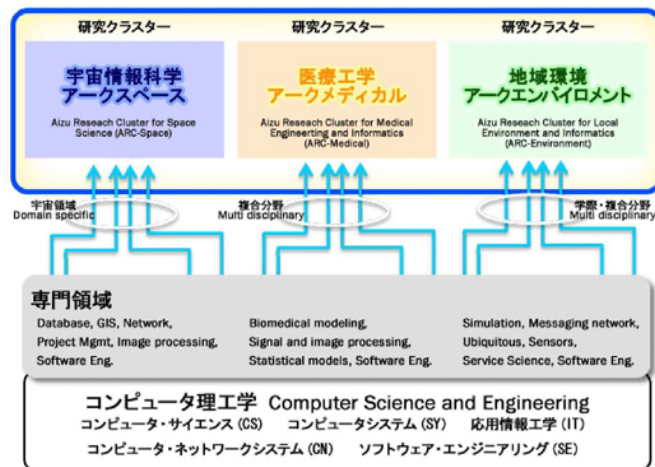 研究クラスター
研究クラスター
研究クラスター
宇宙情報科学
アークスペース
Aizu Reseach Cluster for Space
Science (ARC-Space)
医療工学
アークメディカル
Aizu Reseach Cluster for Medical
Engineerting and Informatics
(ARC-Medical)
地域環境
アークエンバイロメント
Aizu Reseach Cluster for Local
Environment and Informatics
(ARC-Environment)
宇宙領域
Domain specific
複合分野
Multi disciplinary
学際・複合分野
Multi disciplinary
専門領域
Database, GIS, Network,
Project Mgmt, Image processing,
Software Eng.
Biomedical modeling,
Signal and image processing,
Statistical models, Software Eng.
Simulation, Messaging network,
Ubiquitous, Sensors,
Service Science, Software Eng.
コンピュータ理工学 Computer Science and Engineering
コンピュータ・サイエンス (CS) コンピュータシステム (SY) 応用情報工学 (IT)
コンピュータ・ネットワークシステム (CN) ソフトウェア・エンジニアリング (SE)